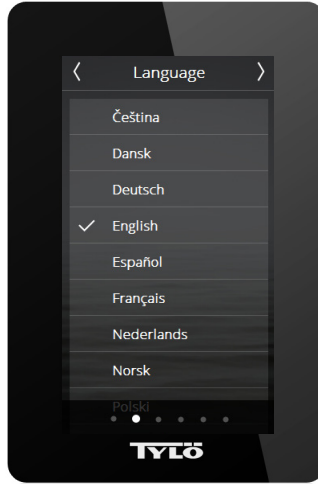 Language
Čeština
Dansk
Deutsch
English
Español
Français
Nederlands
Norsk
Polski
TYLÖ